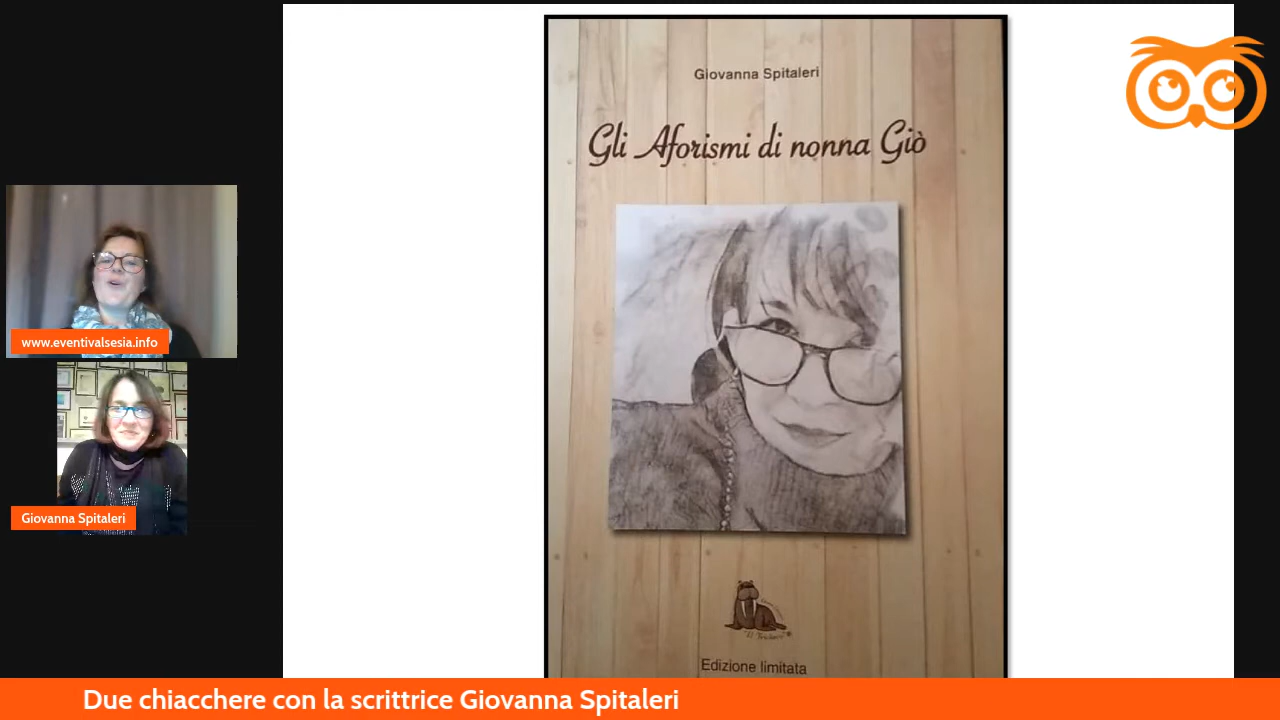 Giovanna Spitaleri
Gli Aforismi di nonna Giò
Edizione limitata
www.eventivalsesia.info
Giovanna Spitaleri
Due chiacchere con la scrittrice Giovanna Spitaleri